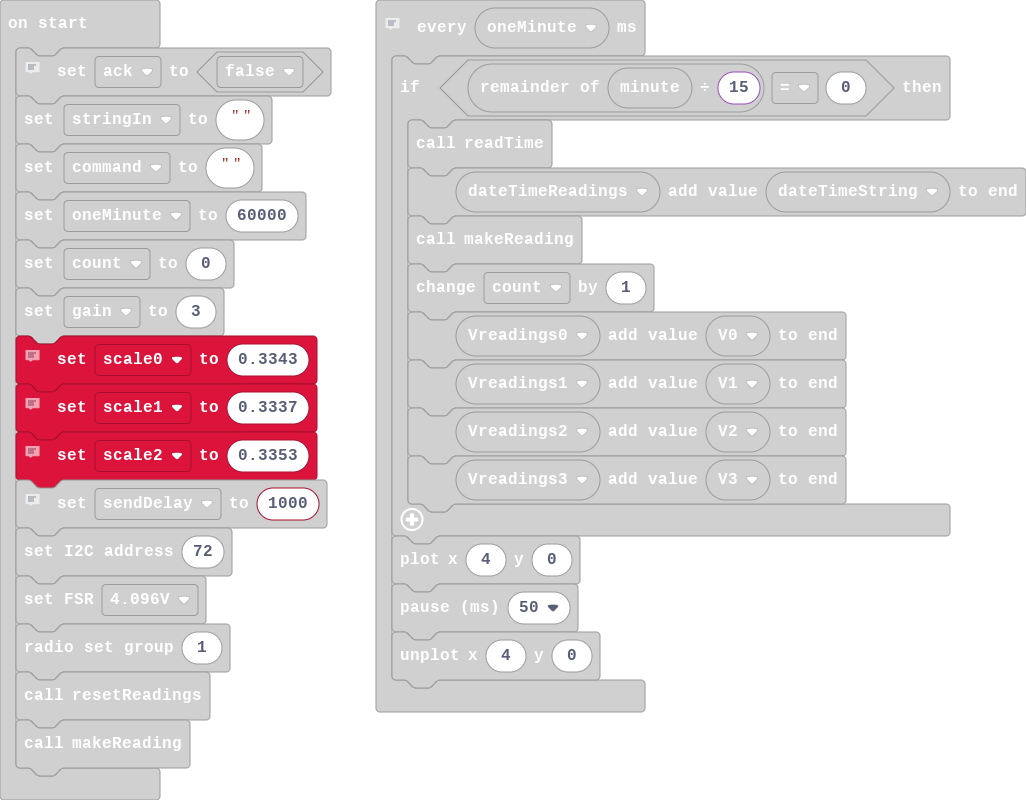 on start
set ack to false
set stringIn to " "
set command to " "
set oneMinute to 60000
set count to 0
set gain to 3
set scale0 to 0.3343
set scale1 to 0.3337
set scale2 to 0.3353
set sendDelay to 1000
set I2C address 72
set FSR 4.096V
radio set group 1
call resetReadings
call makeReading
every oneMinute ms
if remainder of minute ÷ 15 = 0 then
call readTime
dateTimeReadings add value dateTimeString to end
call makeReading
change count by 1
Vreadings0 add value V0 to end
Vreadings1 add value V1 to end
Vreadings2 add value V2 to end
Vreadings3 add value V3 to end
plot x 4 y 0
pause (ms) 50
unplot x 4 y 0